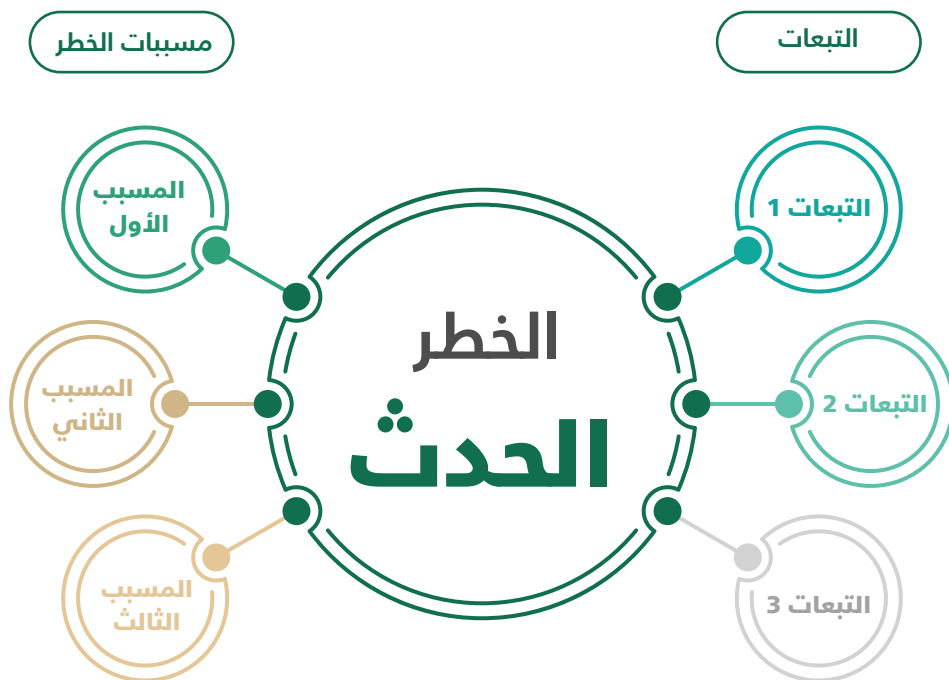 التبعات
مسببات الخطر
التبعات 1
التبعات 2
التبعات 3
الخطر
الحدث
المسبب
الأول
المسبب
الثاني
المسبب
الثالث